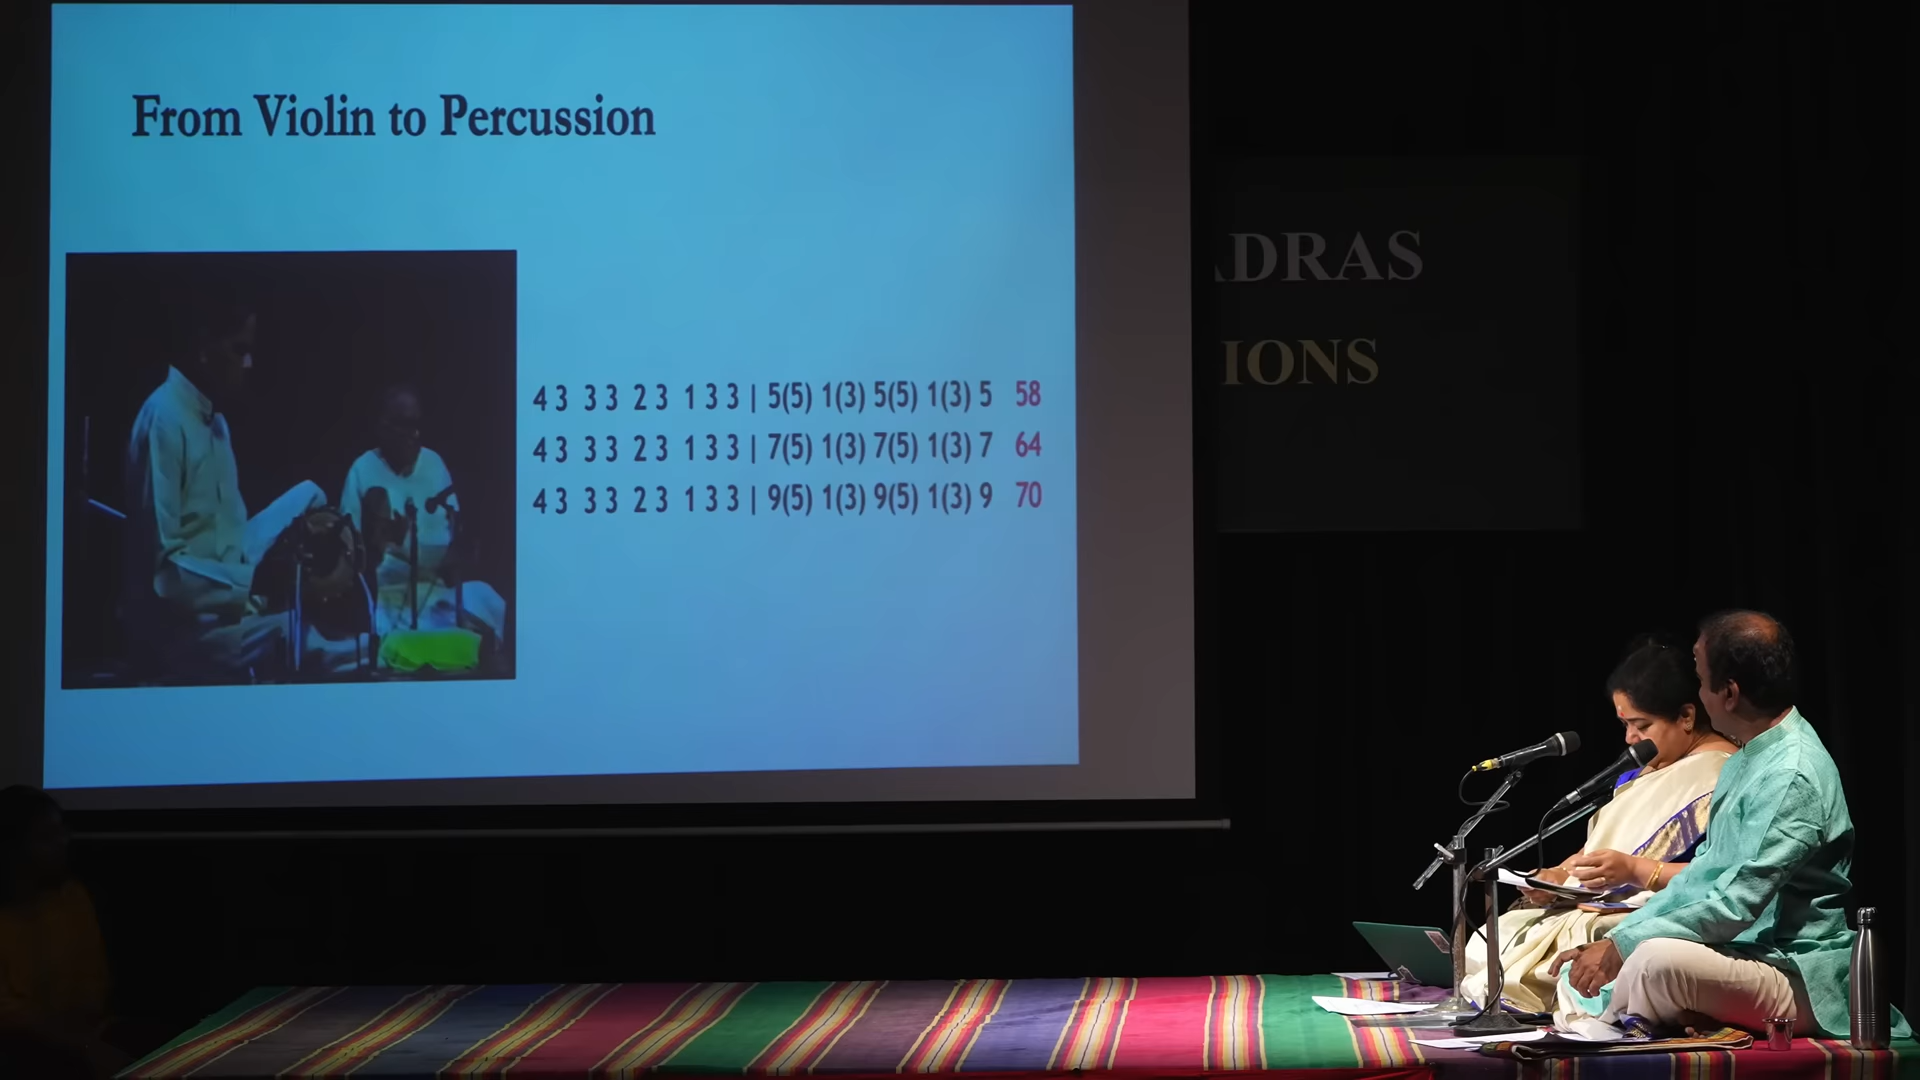 From Violin to Percussion
4 3 3 3 2 3 1 3 3 | 5(5) 1(3) 5(5) 1(3) 5 58
4 3 3 3 2 3 1 3 3 | 7(5) 1(3) 7(5) 1(3) 7 64
4 3 3 3 2 3 1 3 3 | 9(5) 1(3) 9(5) 1(3) 9 70
ADRAS
IONS